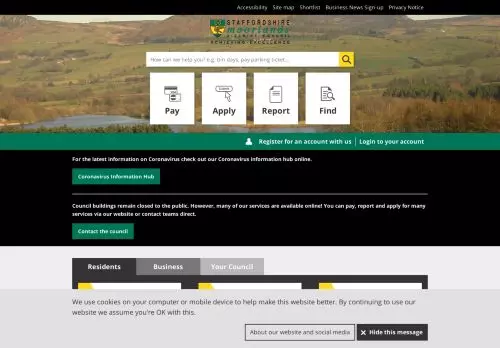 Accessibility Site map Shortlist Business News Sign-up Privacy Notice
STAFFORDSHIRE
moorlands
DISTRICT COUNCIL
ACHIEVING EXCELLENCE
How can we help you? e.g. bin days, pay parking ticket...
Pay Apply Report Find
Register for an account with us Login to your account
For the latest information on Coronavirus check out our Coronavirus information hub online.
Coronavirus Information Hub
Council buildings remain closed to the public. However, many of our services are available online! You can pay, report and apply for many
services via our website or contact teams direct.
Contact the council
Residents Business Your Council
We use cookies on your computer or mobile device to help make this website better. By continuing to use our
website we assume you're OK with this.
About our website and social media Hide this message